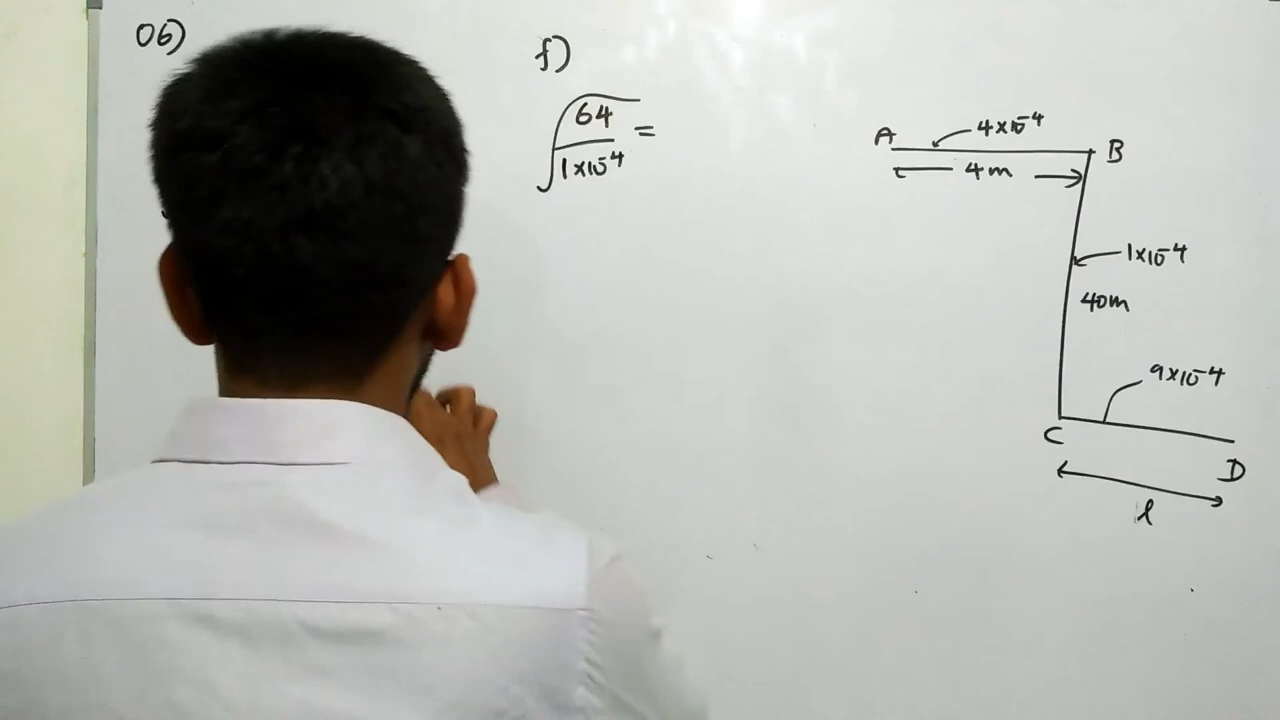 06)
f)
√64/1×10⁻⁴ =
A
4×10⁻⁴
B
4m
1×10⁻⁴
40m
9×10⁻⁴
C
D
l